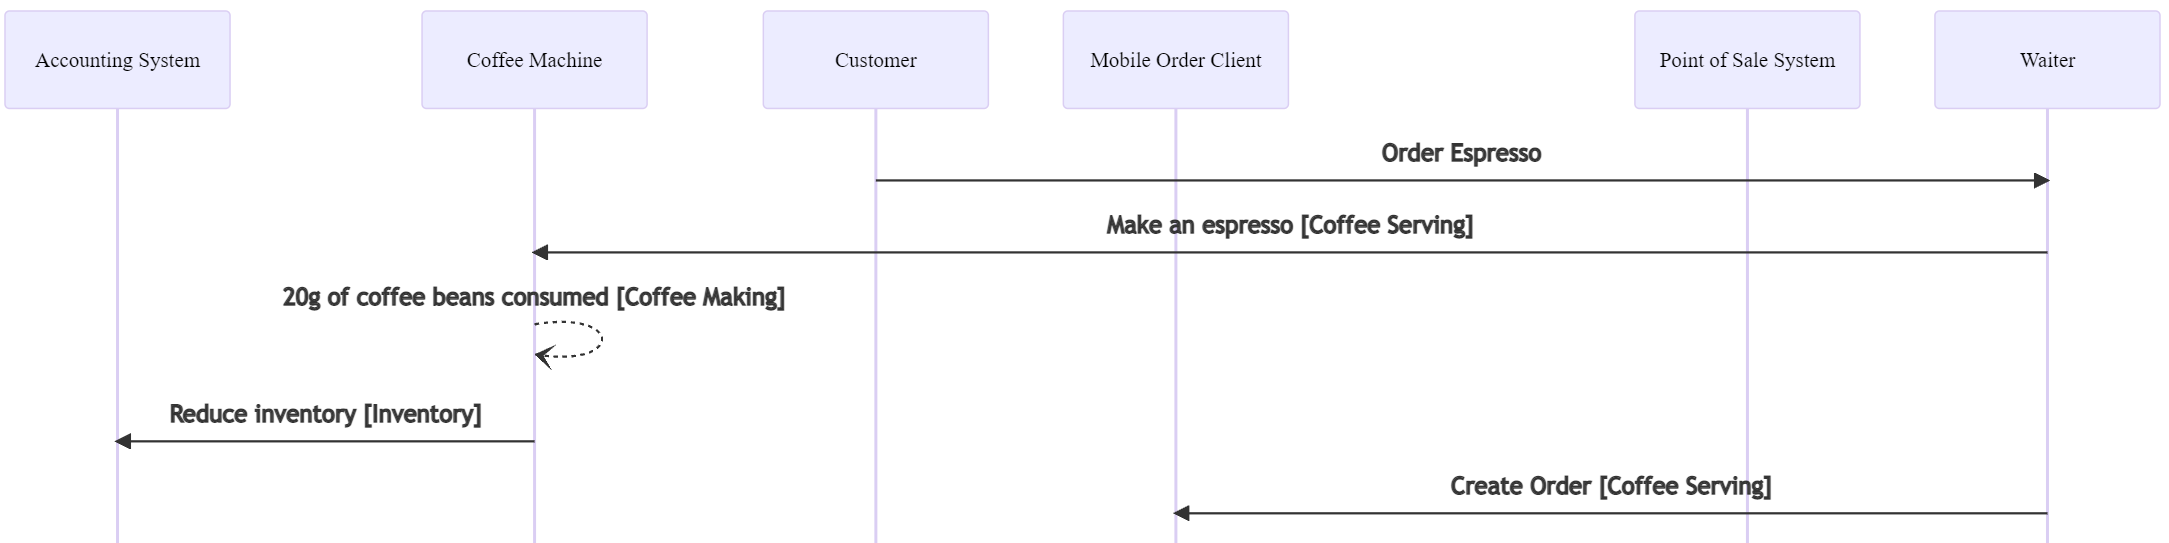 Accounting System
Coffee Machine
Customer
Mobile Order Client
Point of Sale System
Waiter
Order Espresso
Make an espresso [Coffee Serving]
20g of coffee beans consumed [Coffee Making]
Reduce inventory [Inventory]
Create Order [Coffee Serving]